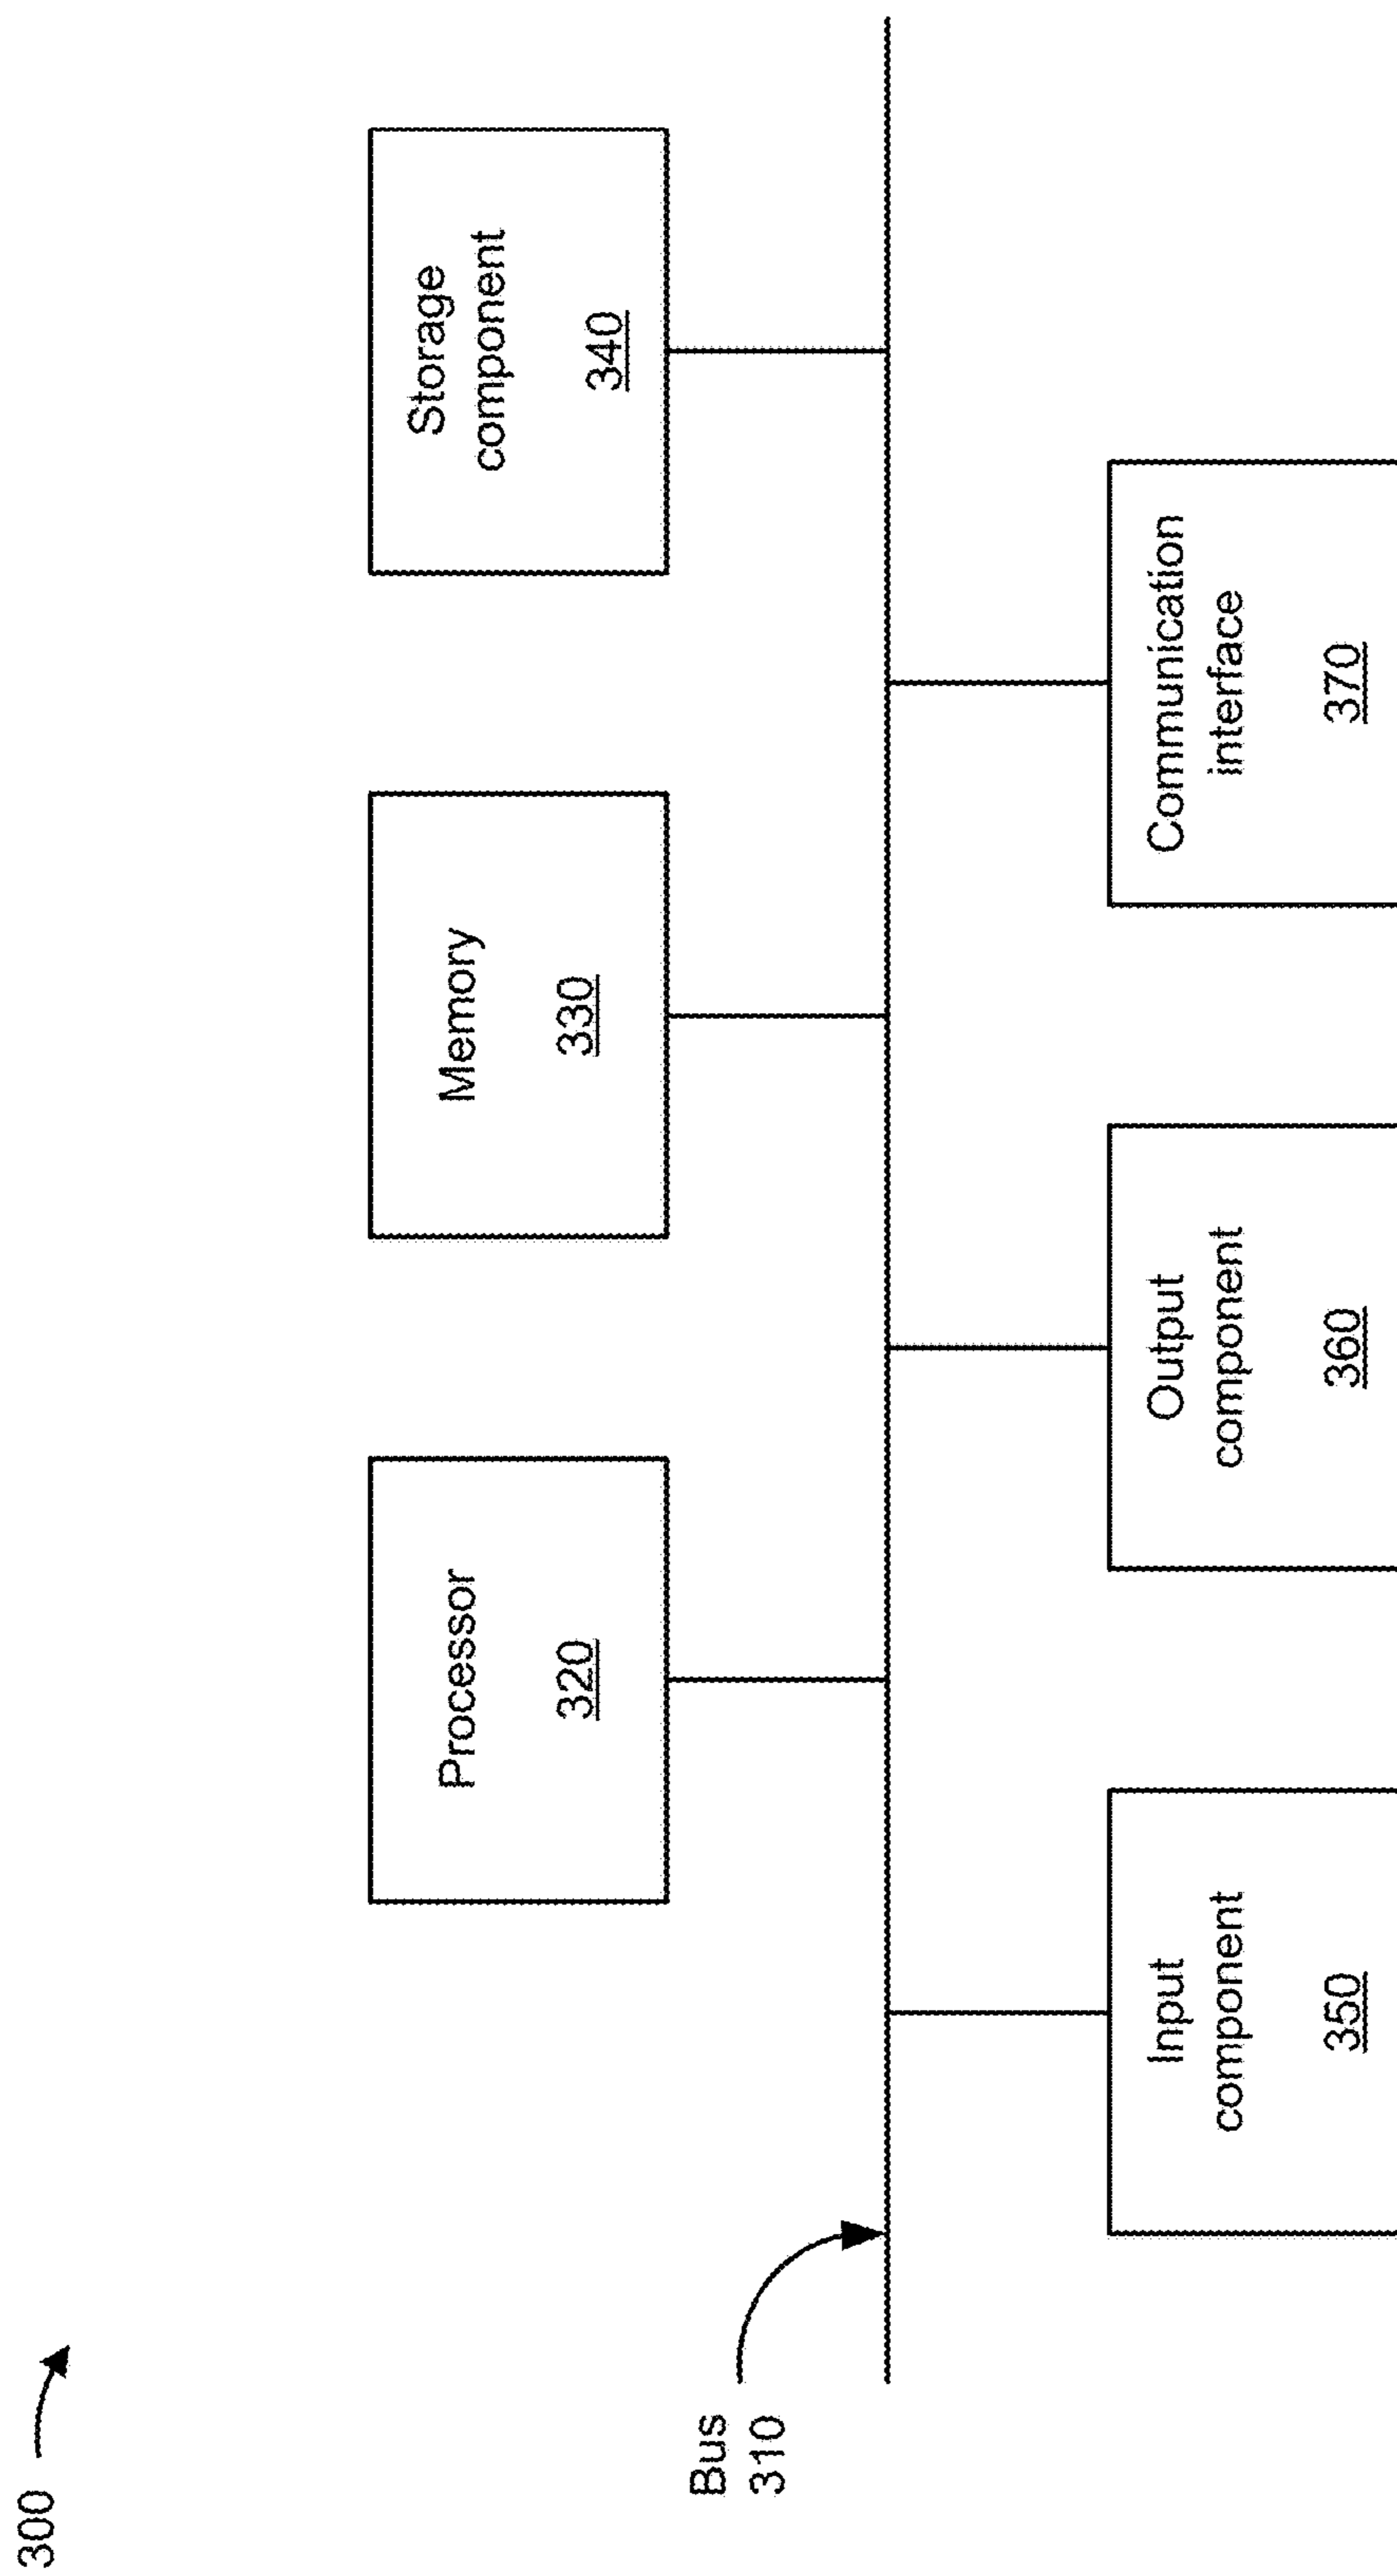 300
Processor
320
Memory
330
Storage
component
340
Bus
310
Input
component
350
Output
component
360
Communication
interface
370